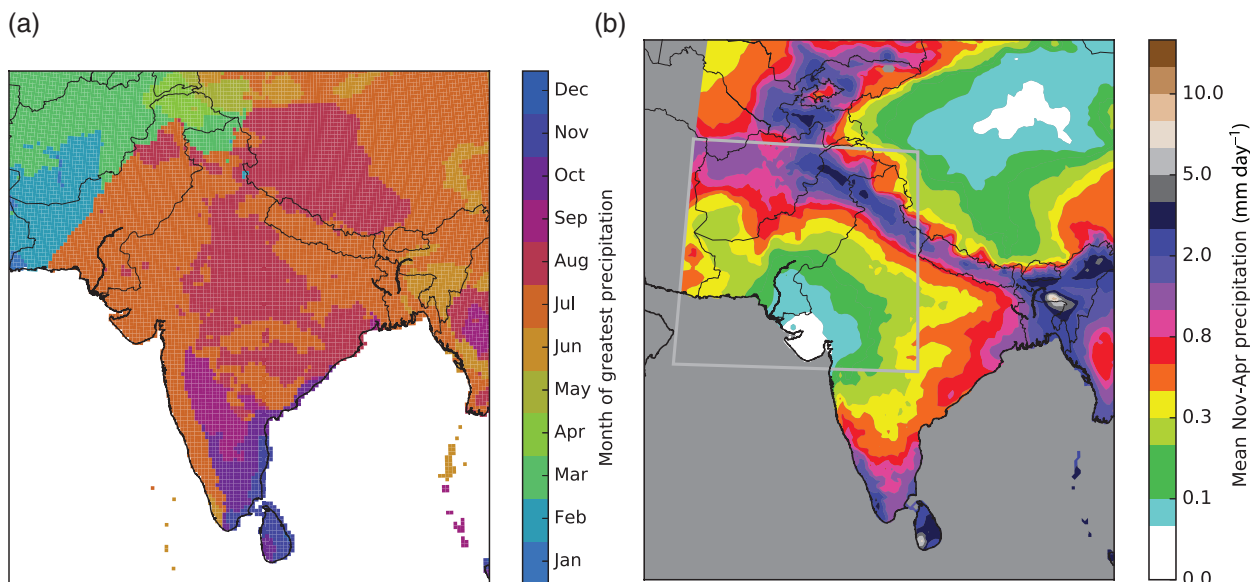 (a)
Dec
Nov
Oct
Sep
Aug
Jul
Jun
May
Apr
Mar
Feb
Jan
Month of greatest precipitation
(b)
10.0
5.0
2.0
0.8
0.3
0.1
0.0
Mean Nov-Apr precipitation (mm day⁻¹)